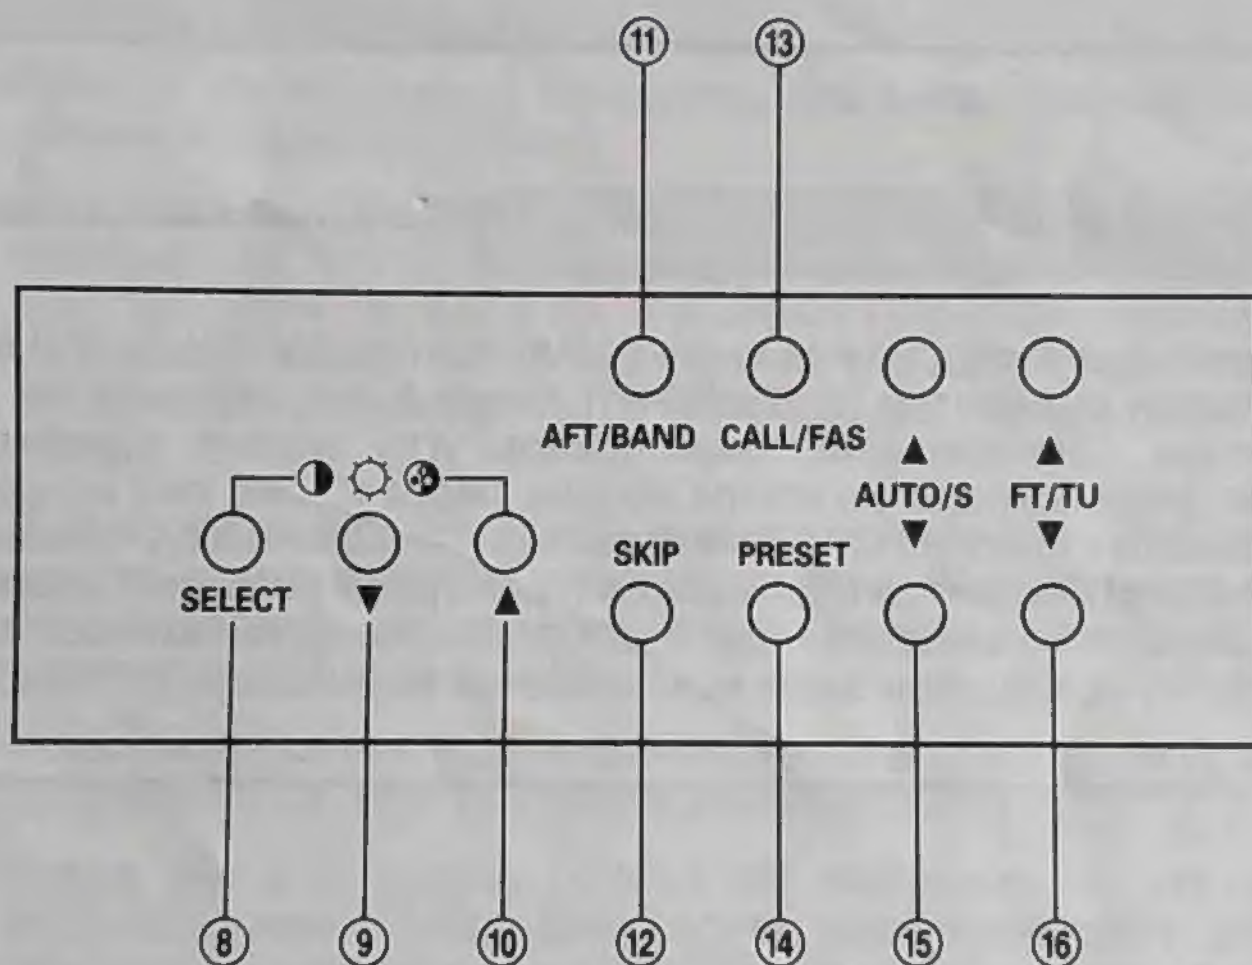 11 13
AFT/BAND CALL/FAS
AUTO/S FT/TU
SKIP PRESET
SELECT
8 9 10 12 14 15 16